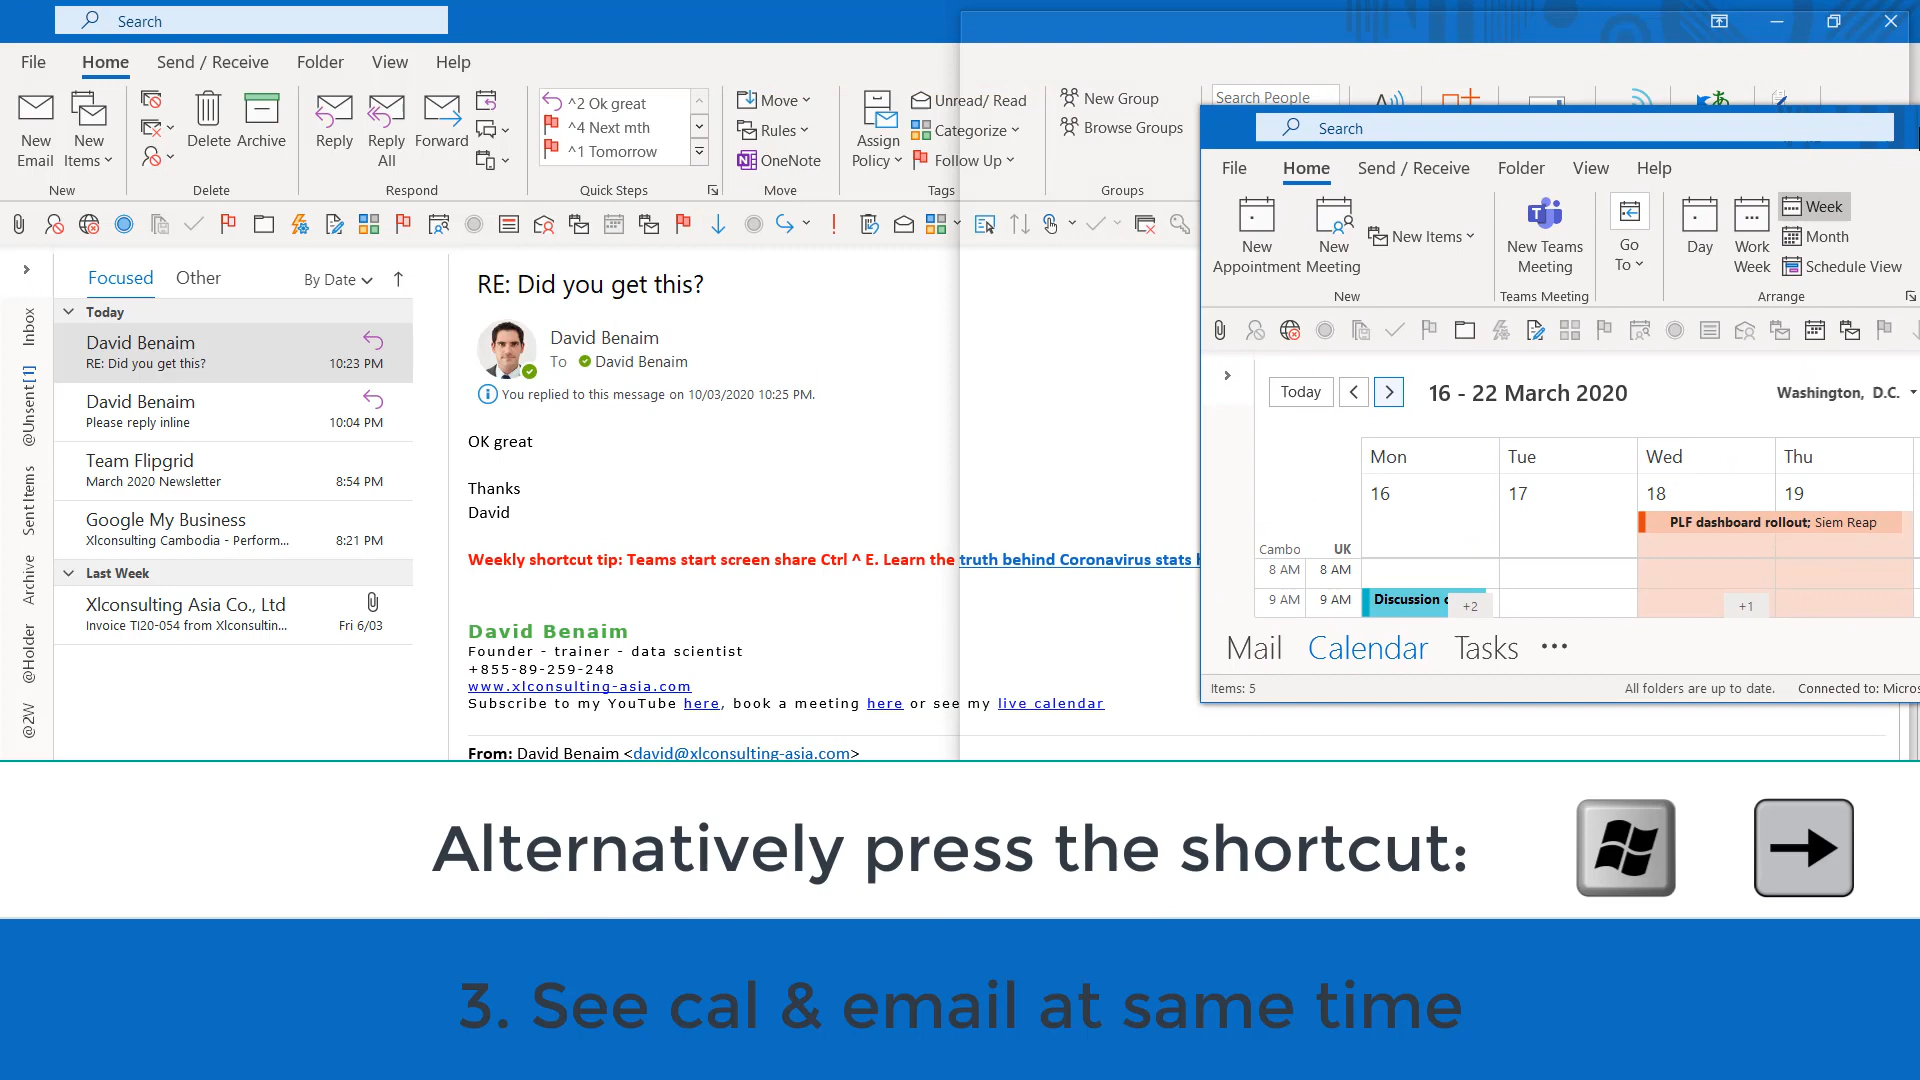 Search
File Home Send / Receive Folder View Help
New Email
New Items
Delete
Archive
Reply
Reply All
Forward
^2 Ok great
^4 Next mth
^1 Tomorrow
Move
Rules
OneNote
Assign Policy
Unread/ Read
Categorize
Follow Up
New Group
Browse Groups
Search People
New Delete Respond Quick Steps Move Tags Groups
Inbox
@Unsent [1]
Sent Items
Archive
@Holder
@2W
Focused Other By Date
Today
David Benaim
RE: Did you get this? 10:23 PM
David Benaim
Please reply inline 10:04 PM
Team Flipgrid
March 2020 Newsletter 8:54 PM
Google My Business
Xlconsulting Cambodia - Perform... 8:21 PM
Last Week
Xlconsulting Asia Co., Ltd
Invoice TI20-054 from Xlconsultin... Fri 6/03
RE: Did you get this?
David Benaim
To David Benaim
You replied to this message on 10/03/2020 10:25 PM.
OK great
Thanks
David
Weekly shortcut tip: Teams start screen share Ctrl ^ E. Learn the truth behind Coronavirus stats
David Benaim
Founder - trainer - data scientist
+855-89-259-248
www.xlconsulting-asia.com
Subscribe to my YouTube here, book a meeting here or see my live calendar
From: David Benaim <david@xlconsulting-asia.com>
Search
File Home Send / Receive Folder View Help
New Appointment
New Meeting
New Items
New Teams Meeting
Go To
Day
Work Week
Week
Month
Schedule View
New Teams Meeting Arrange
Today 16 - 22 March 2020 Washington, D.C.
Mon Tue Wed Thu
16 17 18 19
PLF dashboard rollout; Siem Reap
Cambo UK
8 AM 8 AM
9 AM 9 AM Discussion +2 +1
Mail Calendar Tasks ...
Items: 5 All folders are up to date. Connected to: Micros
Alternatively press the shortcut:
3. See cal & email at same time